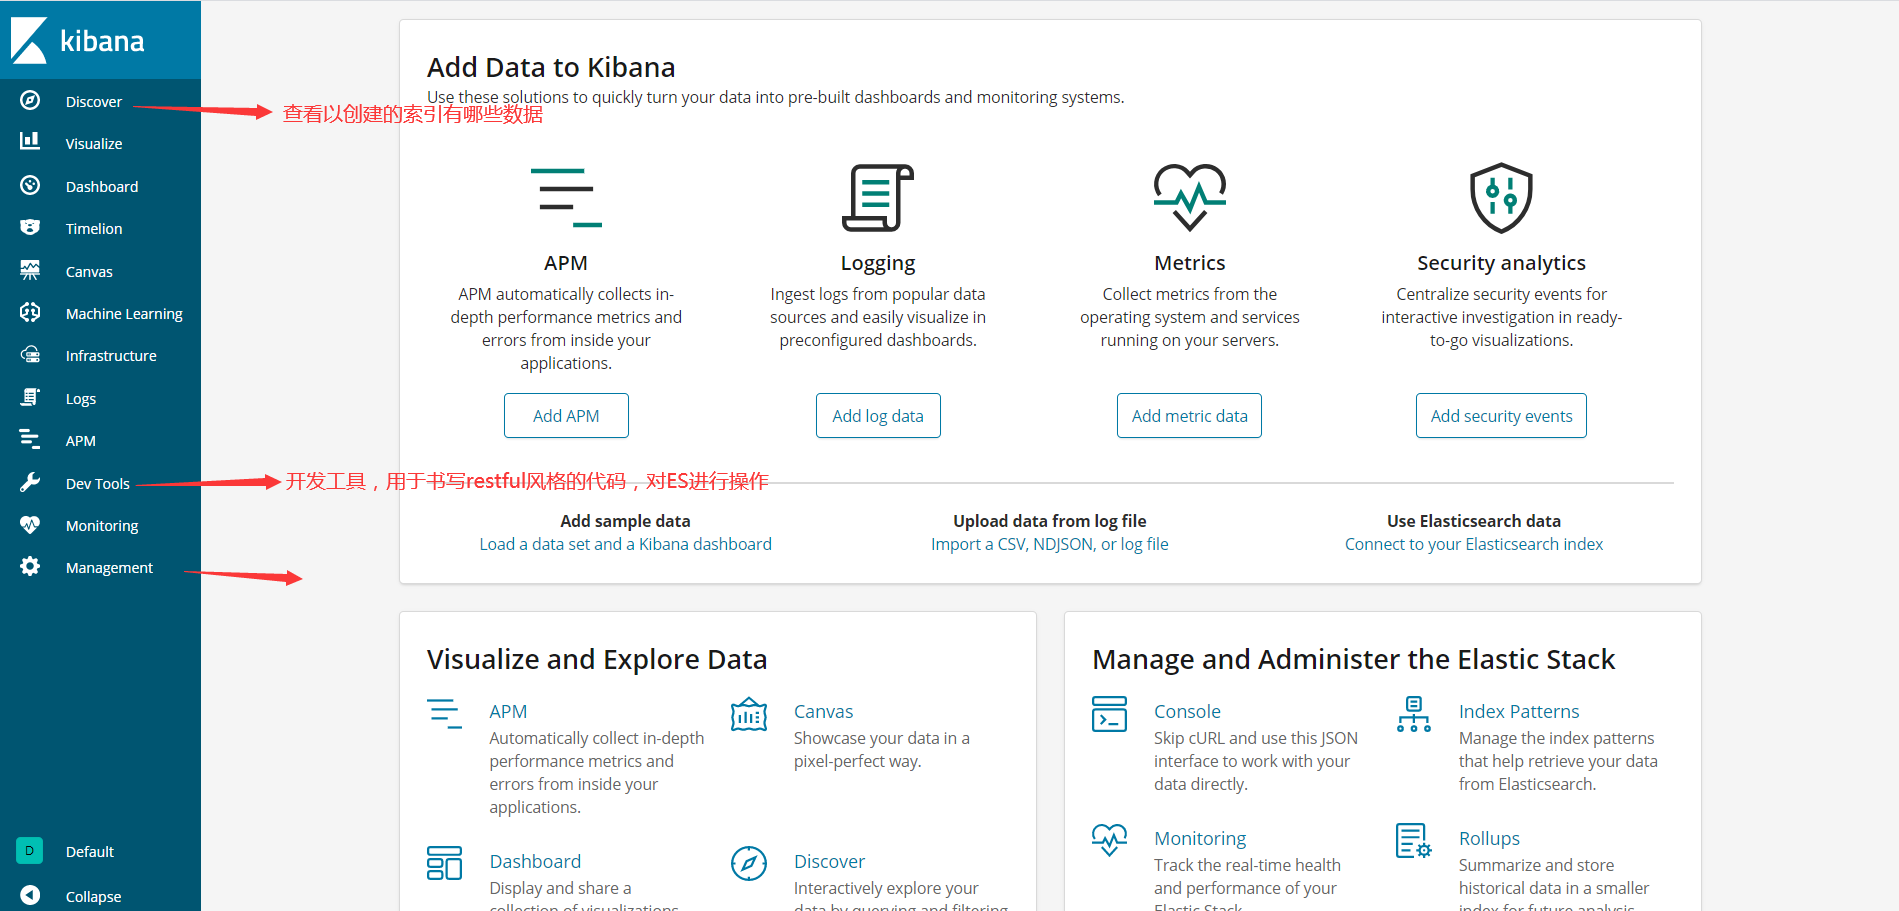 kibana
Discover
Visualize
Dashboard
Timelion
Canvas
Machine Learning
Infrastructure
Logs
APM
Dev Tools
Monitoring
Management
Default
D
Collapse
Add Data to Kibana
Use these solutions to quickly turn your data into pre-built dashboards and monitoring systems.
查看以创建的索引有哪些数据
APM
APM automatically collects in-
depth performance metrics and
errors from inside your
applications.
Add APM
Logging
Ingest logs from popular data
sources and easily visualize in
preconfigured dashboards.
Add log data
Metrics
Collect metrics from the
operating system and services
running on your servers.
Add metric data
Security analytics
Centralize security events for
interactive investigation in ready-
to-go visualizations.
Add security events
开发工具，用于书写restful风格的代码，对ES进行操作
Add sample data
Load a data set and a Kibana dashboard
Upload data from log file
Import a CSV, NDJSON, or log file
Use Elasticsearch data
Connect to your Elasticsearch index
Visualize and Explore Data
APM
Automatically collect in-depth
performance metrics and
errors from inside your
applications.
Canvas
Showcase your data in a
pixel-perfect way.
Dashboard
Display and share a
collection of visualizations
Discover
Interactively explore your
data by querying and filtering
Manage and Administer the Elastic Stack
Console
Skip cURL and use this JSON
interface to work with your
data directly.
Index Patterns
Manage the index patterns
that help retrieve your data
from Elasticsearch.
Monitoring
Track the real-time health
and performance of your
Elastic Stack.
Rollups
Summarize and store
historical data in a smaller
index for future analysis.